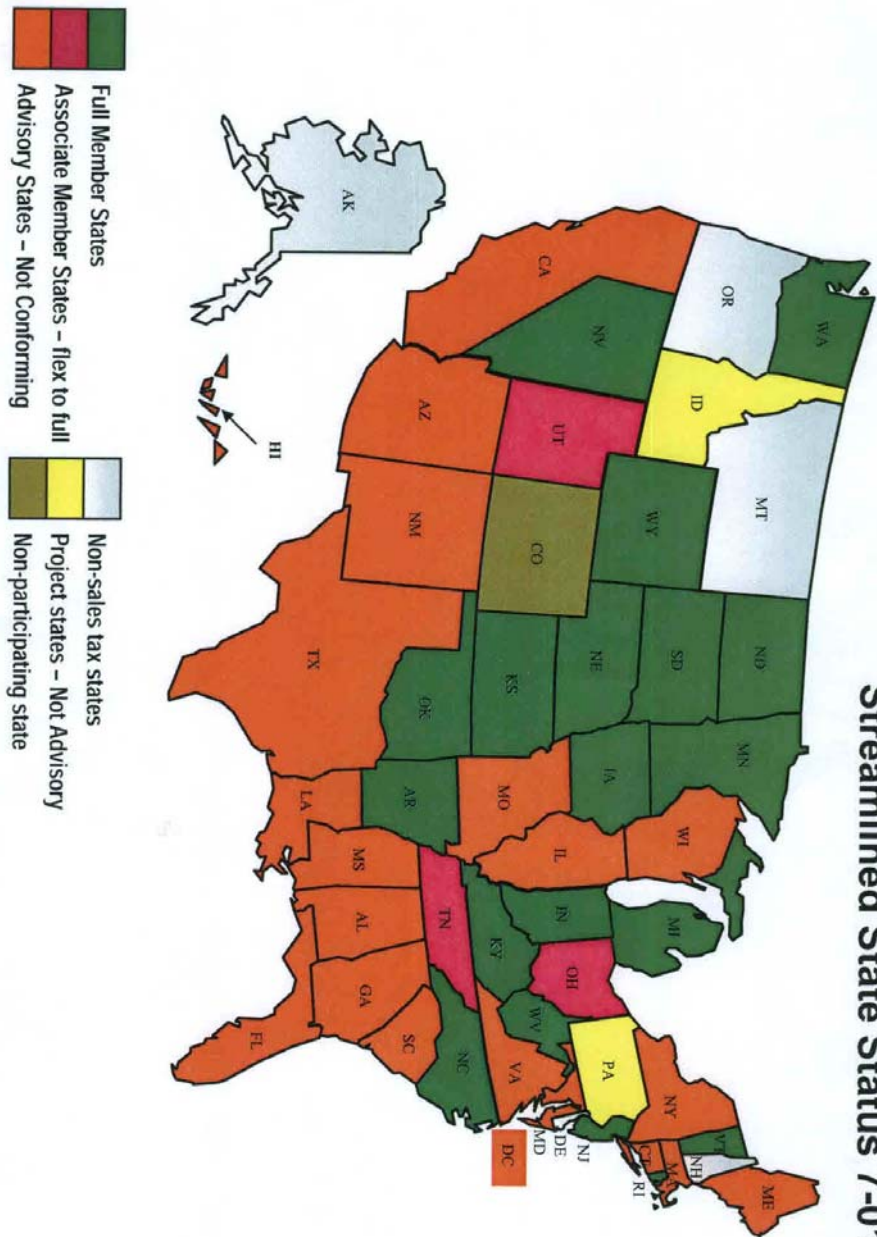 Streamlined State Status 7-0
WA
OR
CA
NV
ID
MT
WY
UT
AZ
NM
CO
ND
SD
NE
KS
OK
TX
MN
IA
MO
AR
LA
WI
IL
MI
IN
OH
KY
TN
MS
AL
GA
FL
SC
NC
VA
WV
PA
NY
VT
NH
ME
MA
CT
RI
NJ
DE
MD
DC
AK
HI
Full Member States
Associate Member States – flex to full
Advisory States – Not Conforming
Non-sales tax states
Project states – Not Advisory
Non-participating state